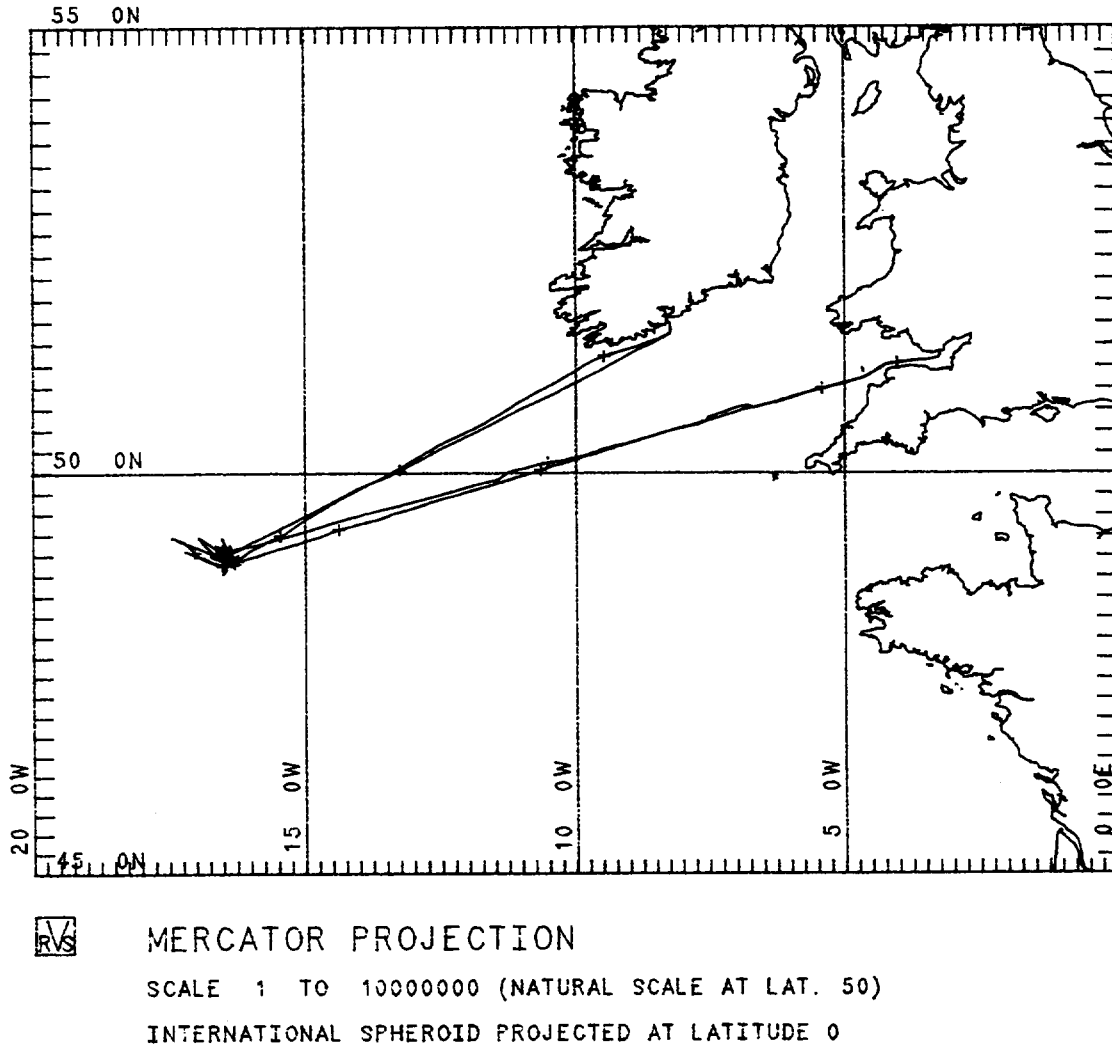 55 0N
50 0N
45 0N
20 0W
15 0W
10 0W
5 0W
0 0E
RVS
MERCATOR PROJECTION
SCALE 1 TO 10000000 (NATURAL SCALE AT LAT. 50)
INTERNATIONAL SPHEROID PROJECTED AT LATITUDE 0